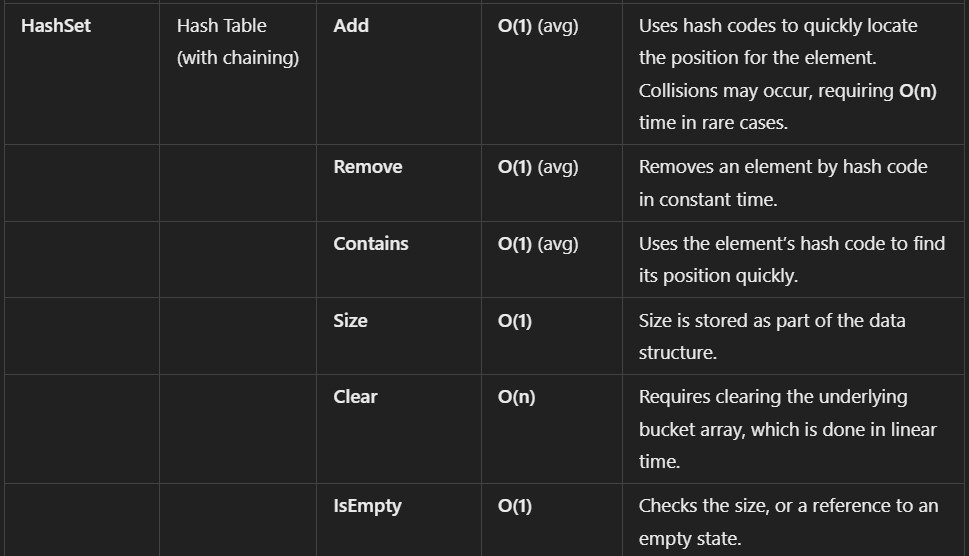 HashSet
Hash Table
(with chaining)
Add
O(1) (avg)
Uses hash codes to quickly locate
the position for the element.
Collisions may occur, requiring O(n)
time in rare cases.
Remove
O(1) (avg)
Removes an element by hash code
in constant time.
Contains
O(1) (avg)
Uses the element’s hash code to find
its position quickly.
Size
O(1)
Size is stored as part of the data
structure.
Clear
O(n)
Requires clearing the underlying
bucket array, which is done in linear
time.
IsEmpty
O(1)
Checks the size, or a reference to an
empty state.